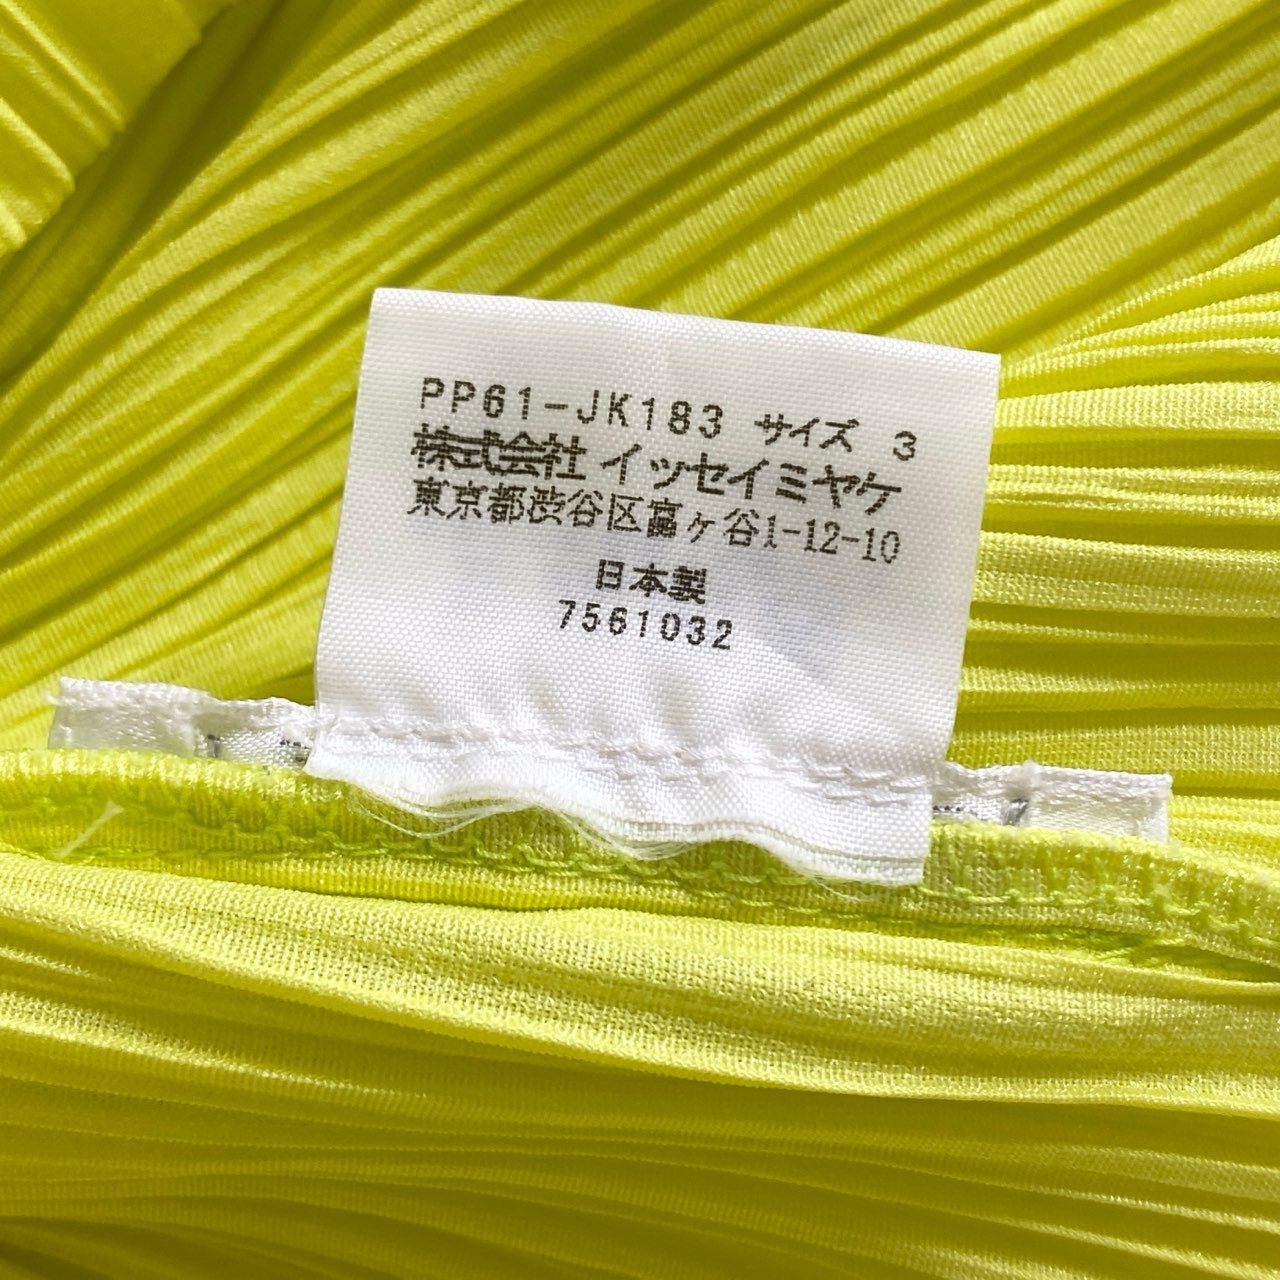 PP61-JK183 サイズ 3
株式会社 イッセイミヤケ
東京都渋谷区富ヶ谷1-12-10
日本製
7561032